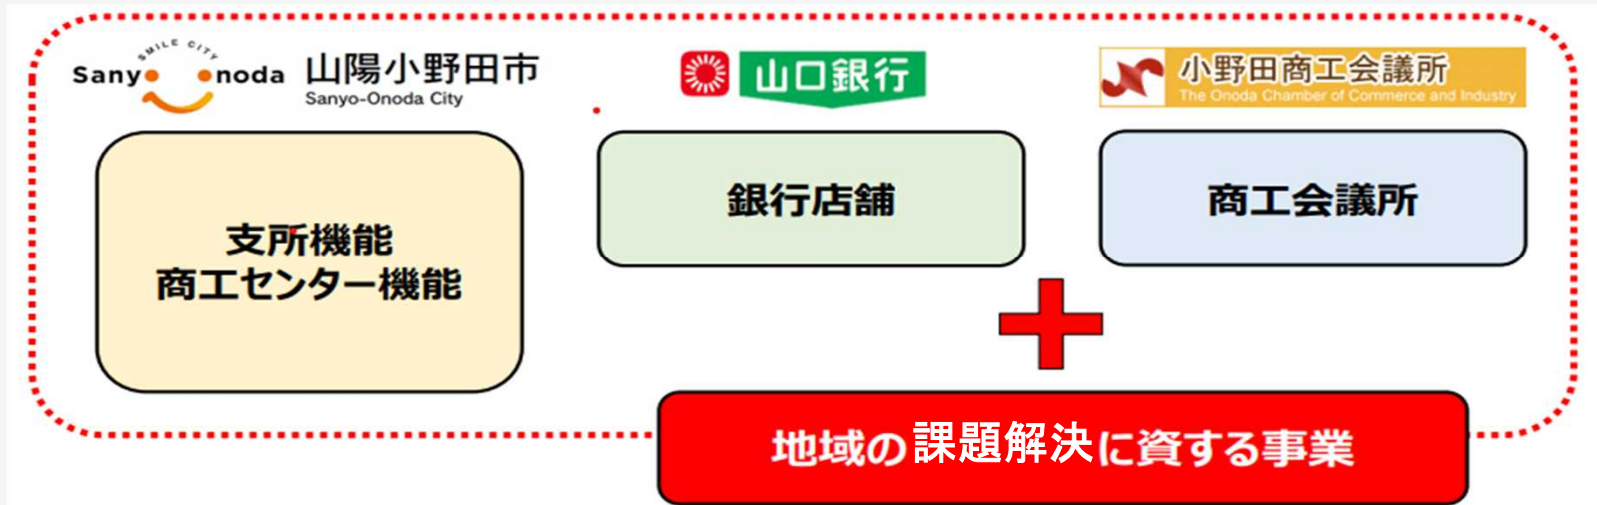 SMILE CITY
Sanyo onoda
山陽小野田市
Sanyo-Onoda City
山口銀行
小野田商工会議所
The Onoda Chamber of Commerce and Industry
支所機能
商工センター機能
銀行店舗
商工会議所
地域の課題解決に資する事業